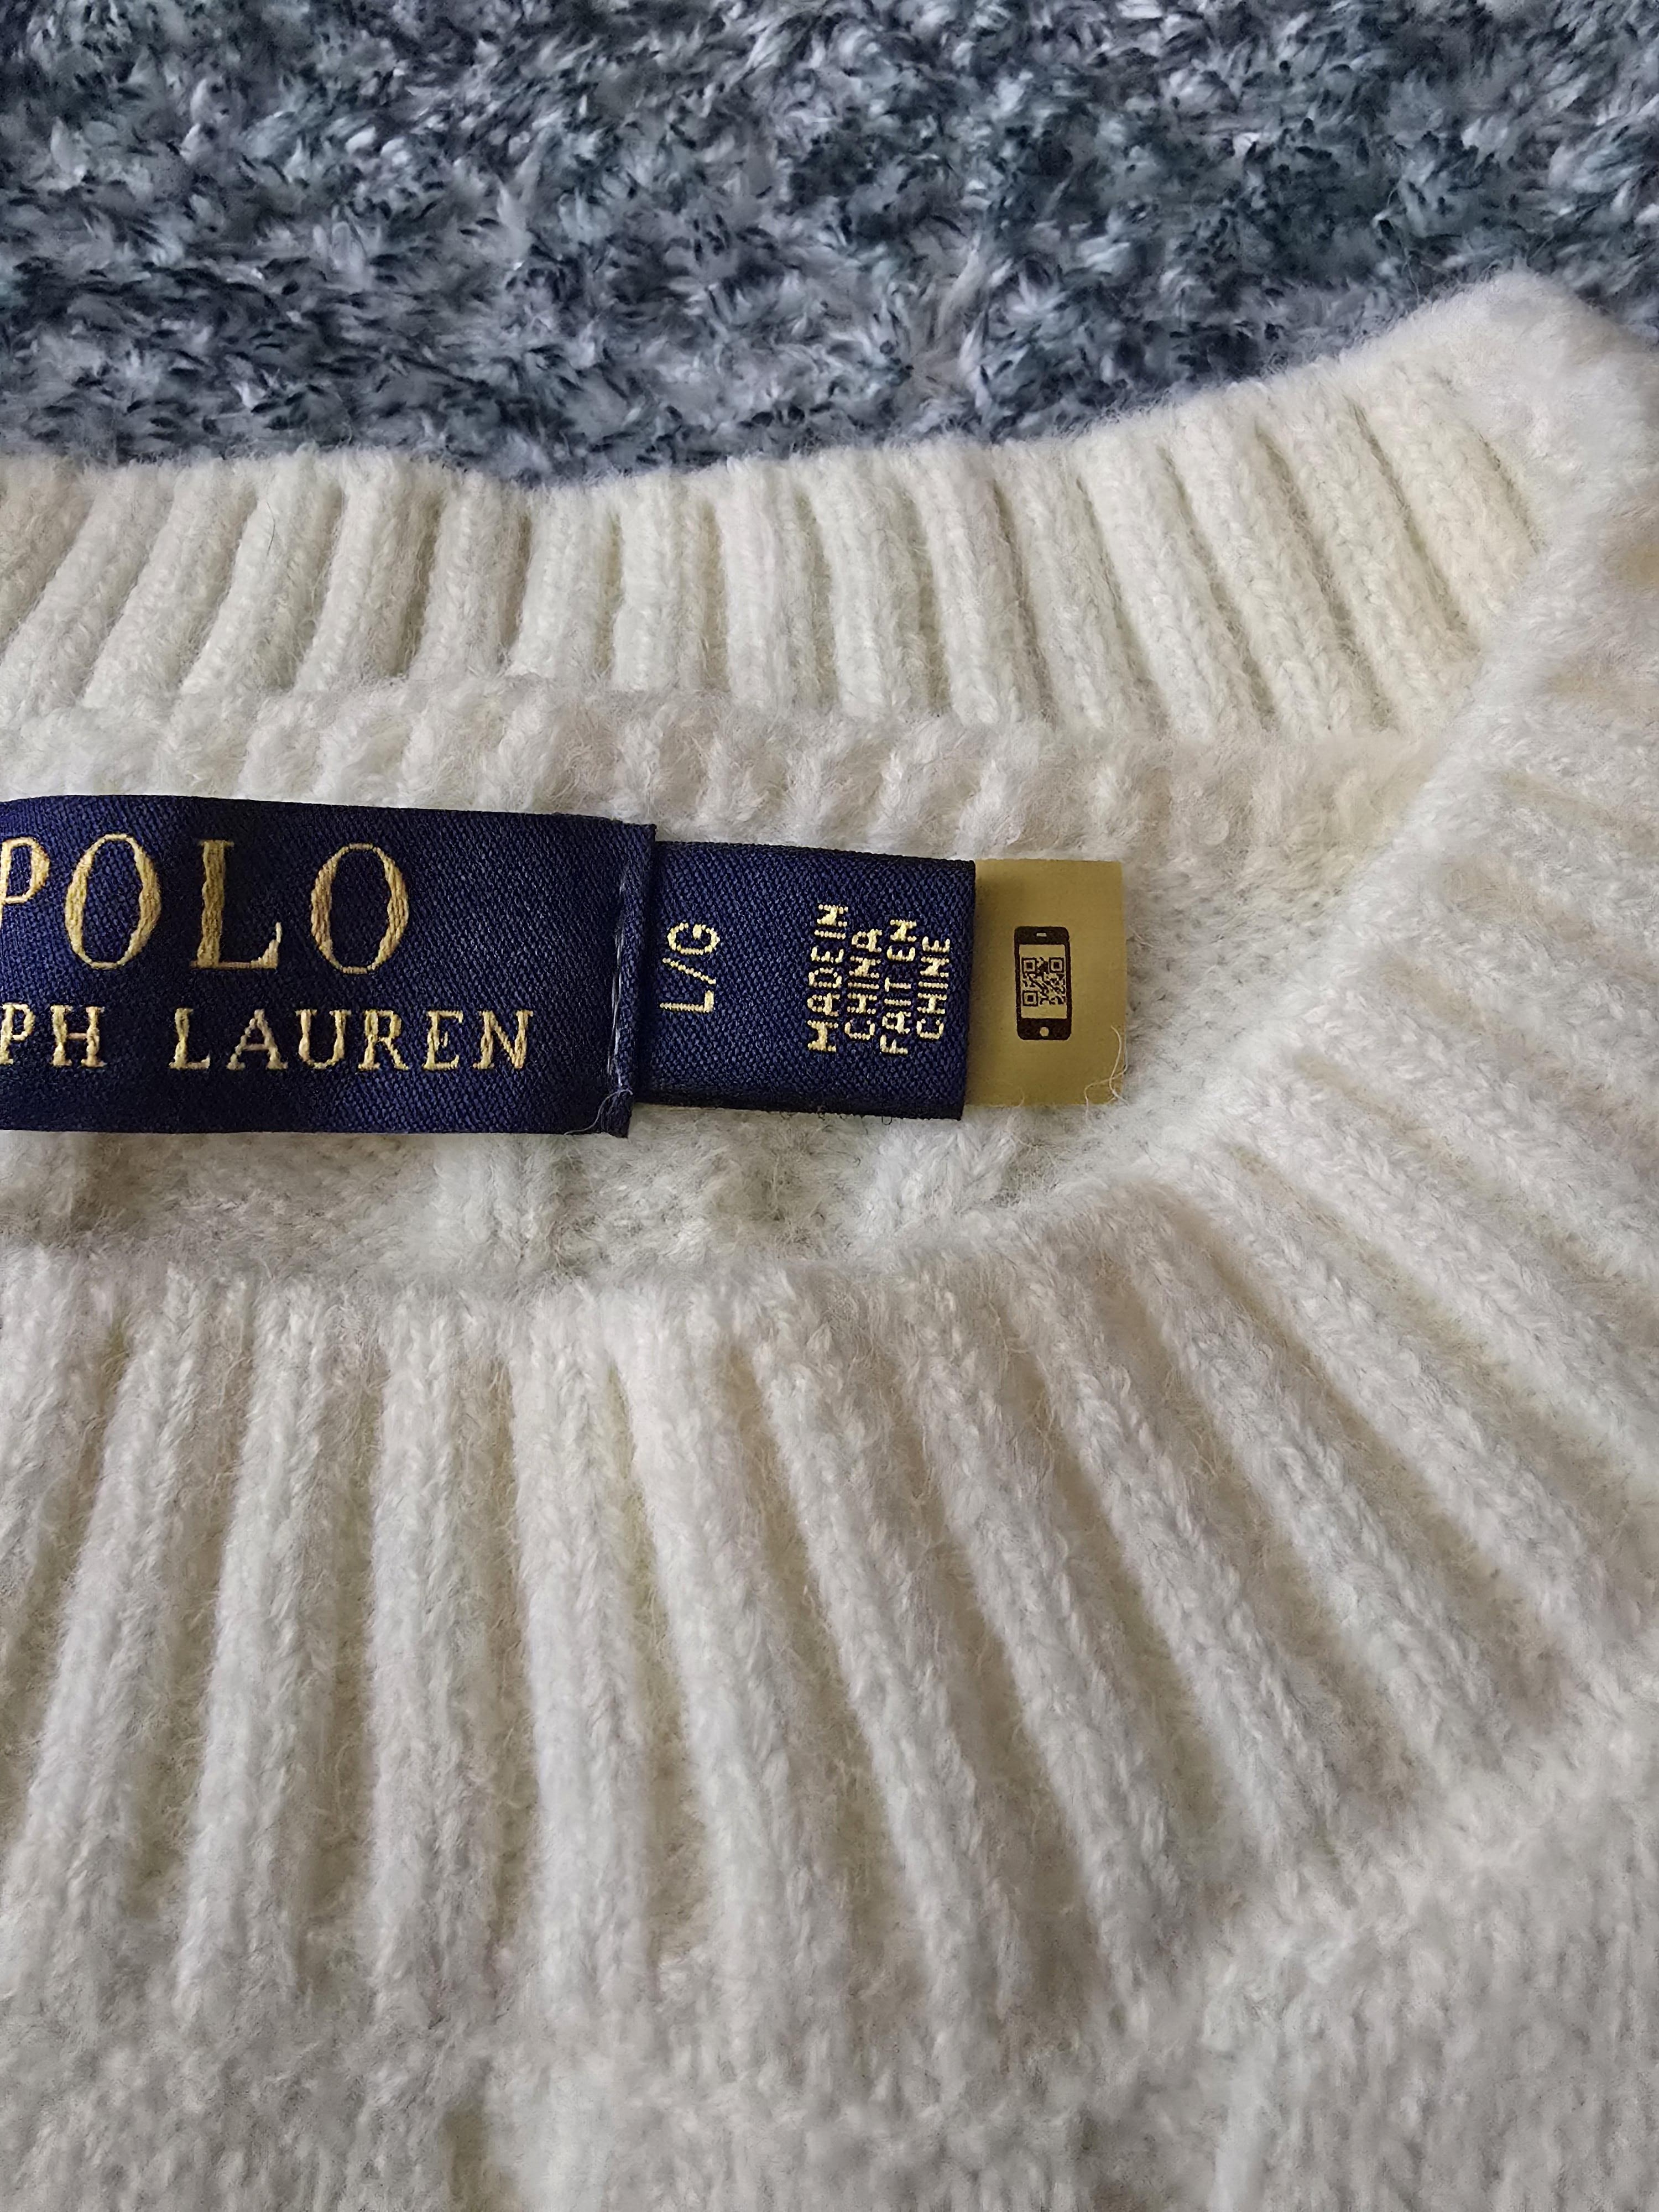 POLO
PH LAUREN
L/G
MADE IN
CHINA
FAIT EN
CHINE